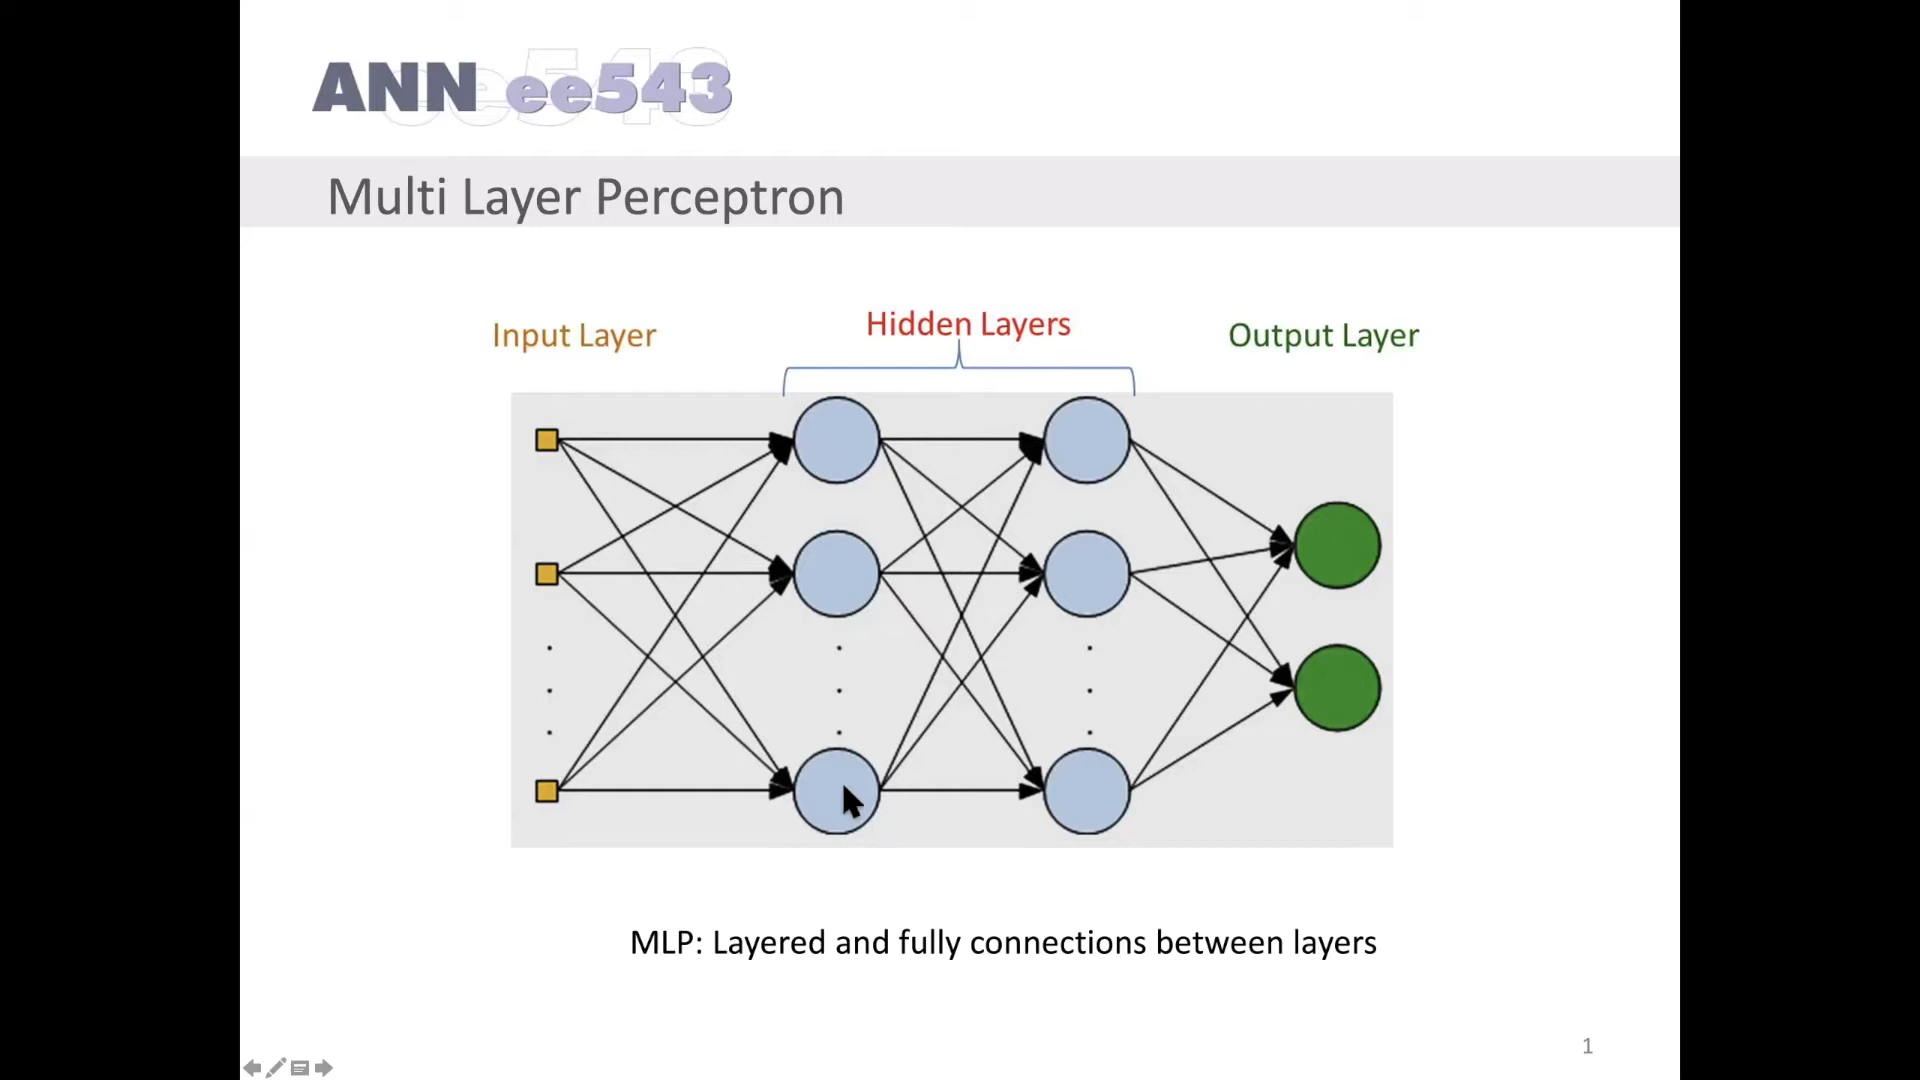 ANN ee543
Multi Layer Perceptron
Input Layer
Hidden Layers
Output Layer
MLP: Layered and fully connections between layers
1